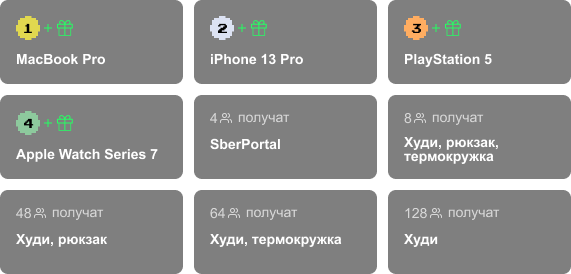 1 +
MacBook Pro
2 +
iPhone 13 Pro
3 +
PlayStation 5
4 +
Apple Watch Series 7
4 получат
SberPortal
8 получат
Худи, рюкзак,
термокружка
48 получат
Худи, рюкзак
64 получат
Худи, термокружка
128 получат
Худи